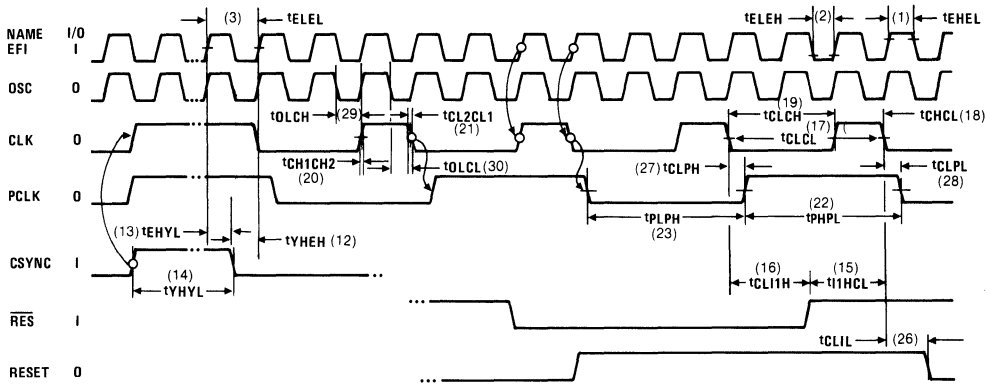 (3) tELEL tELEH (2) (1) tEHEL
NAME I/O
EFI I
OSC O
tOLCH (29) tCL2CL1 (21) (19) tCLCH tCHCL (18)
CLK O (17) tCLCL
tCH1CH2 (20) tOLCL (30) (27) tCLPH tCLPL (28)
PCLK O
tPLPH (23) (22) tPHPL
(13) tEHYL tYHEH (12)
CSYNC I
(14) tYHYL (16) tCLI1H (15) tI1HCL
RES I
tCLIL (26)
RESET O